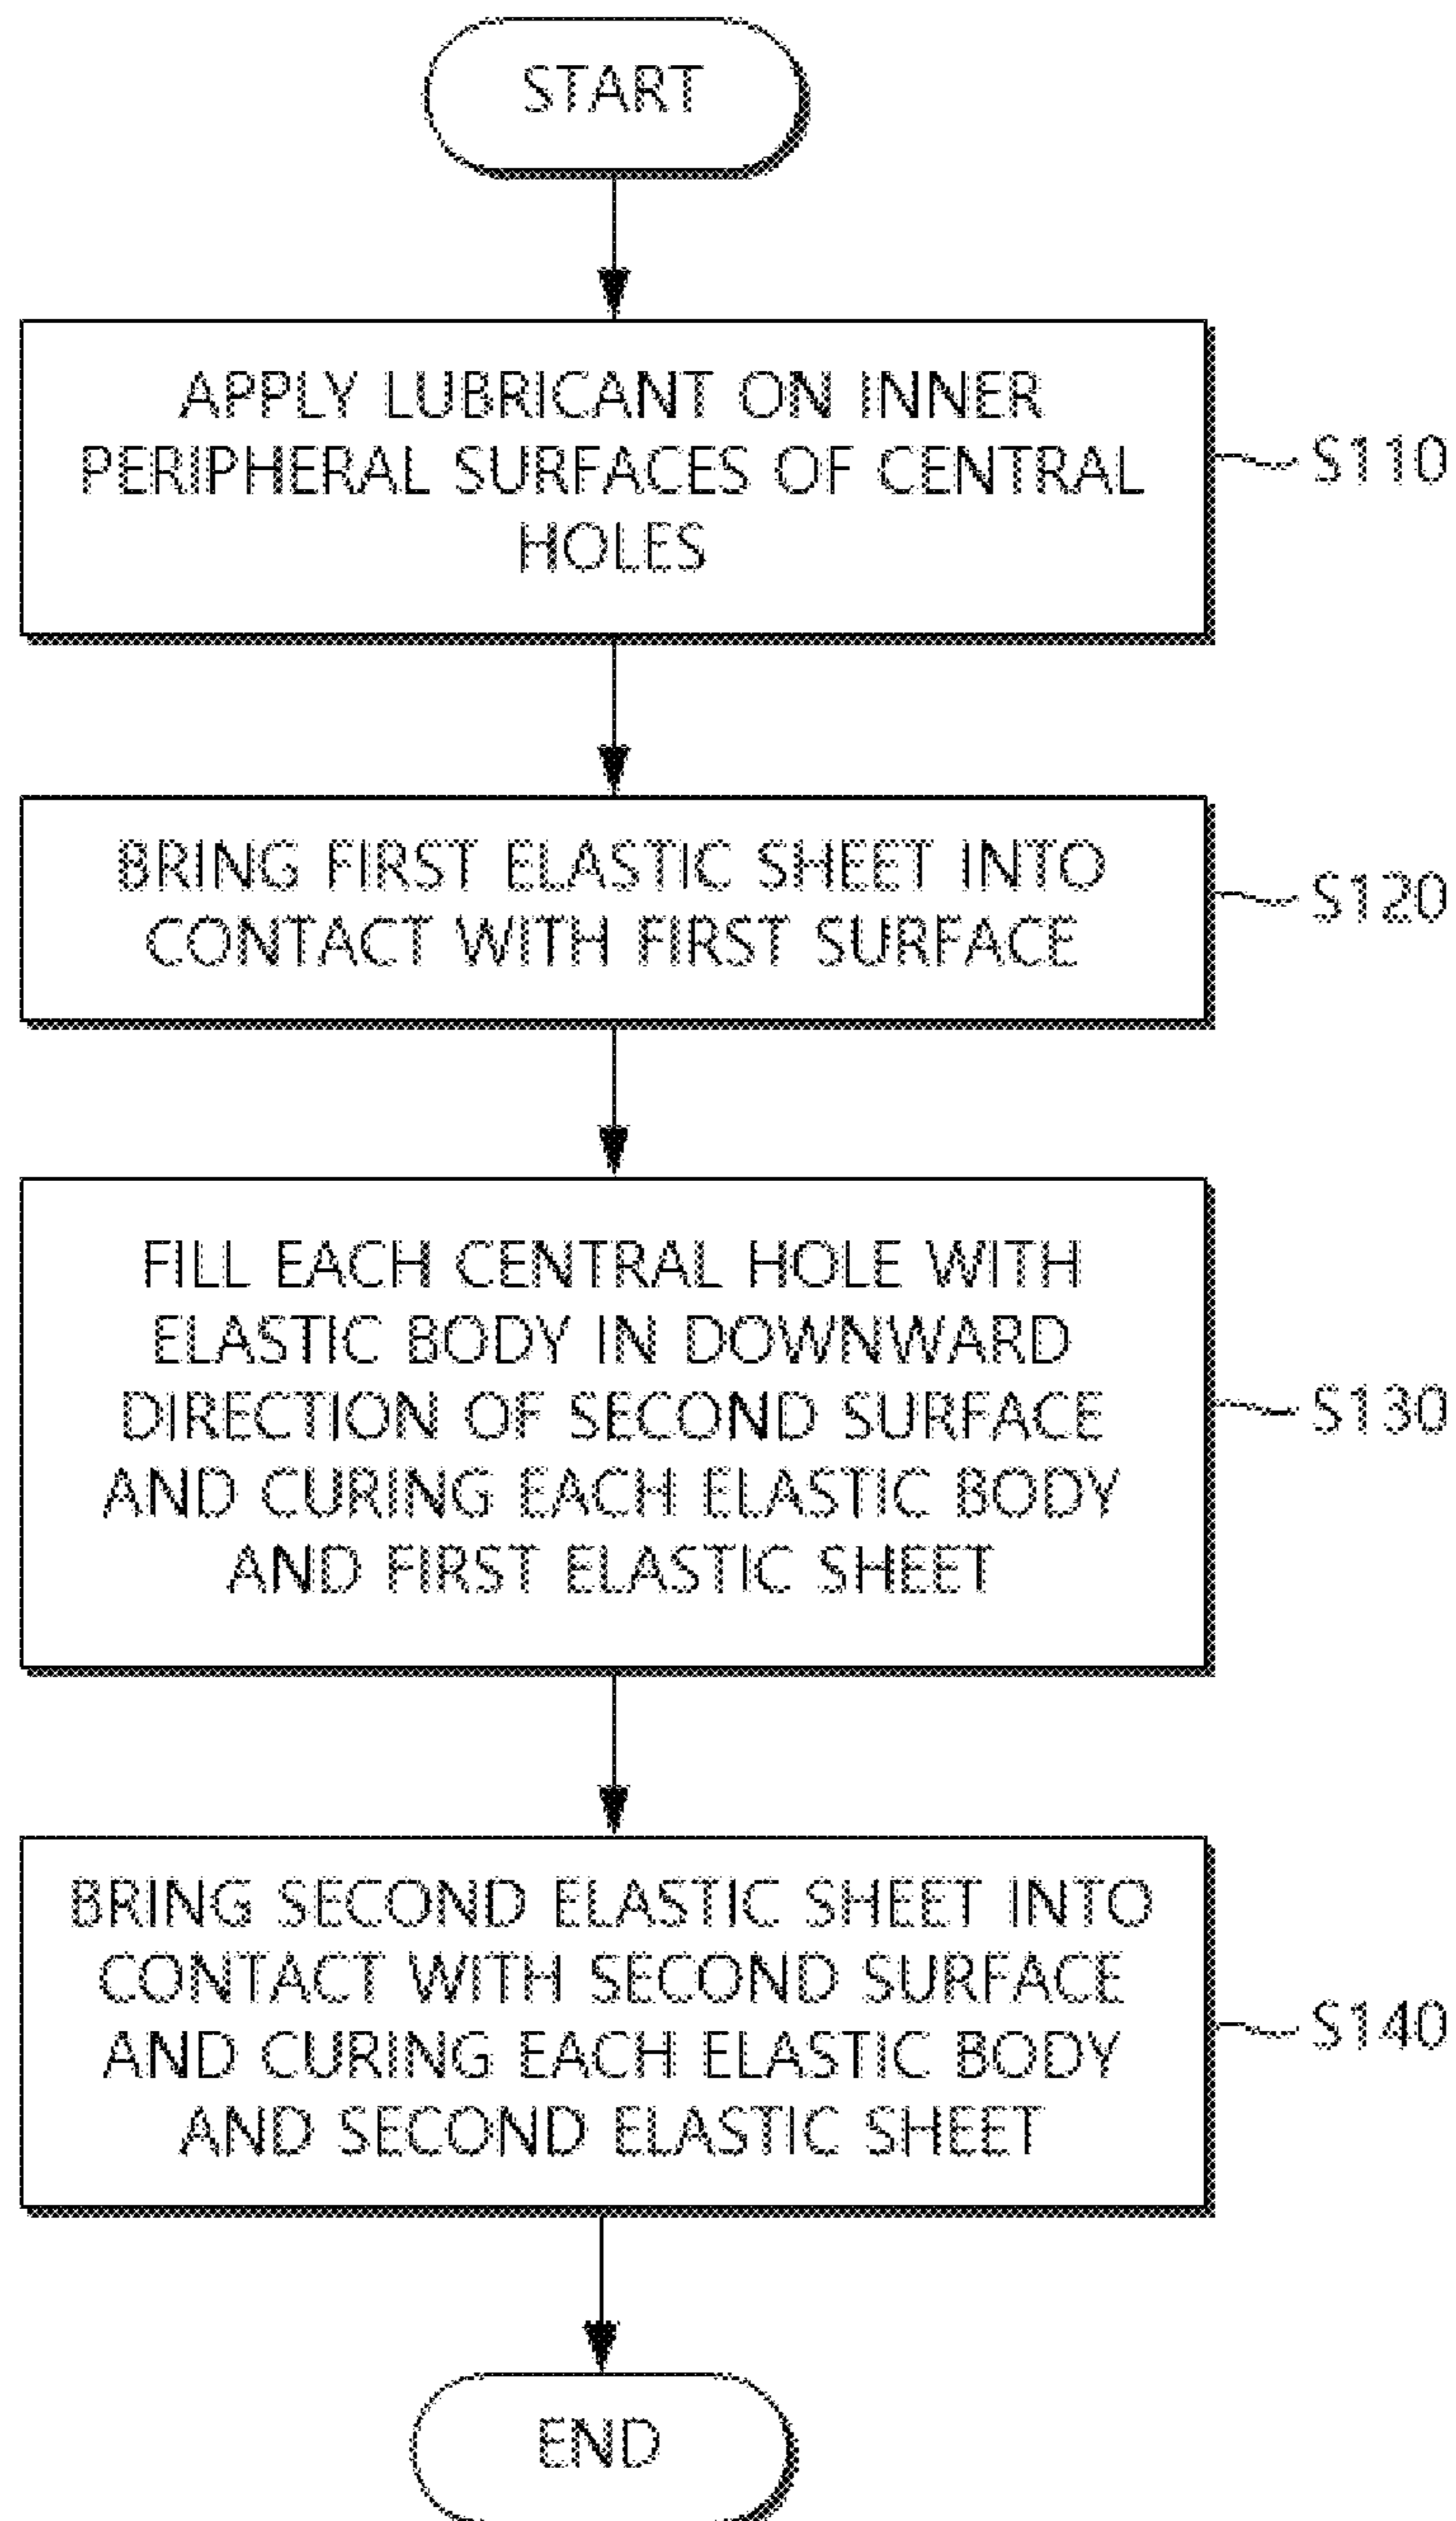 START
APPLY LUBRICANT ON INNER
PERIPHERAL SURFACES OF CENTRAL
HOLES
S110
BRING FIRST ELASTIC SHEET INTO
CONTACT WITH FIRST SURFACE
S120
FILL EACH CENTRAL HOLE WITH
ELASTIC BODY IN DOWNWARD
DIRECTION OF SECOND SURFACE
AND CURING EACH ELASTIC BODY
AND FIRST ELASTIC SHEET
S130
BRING SECOND ELASTIC SHEET INTO
CONTACT WITH SECOND SURFACE
AND CURING EACH ELASTIC BODY
AND SECOND ELASTIC SHEET
S140
END